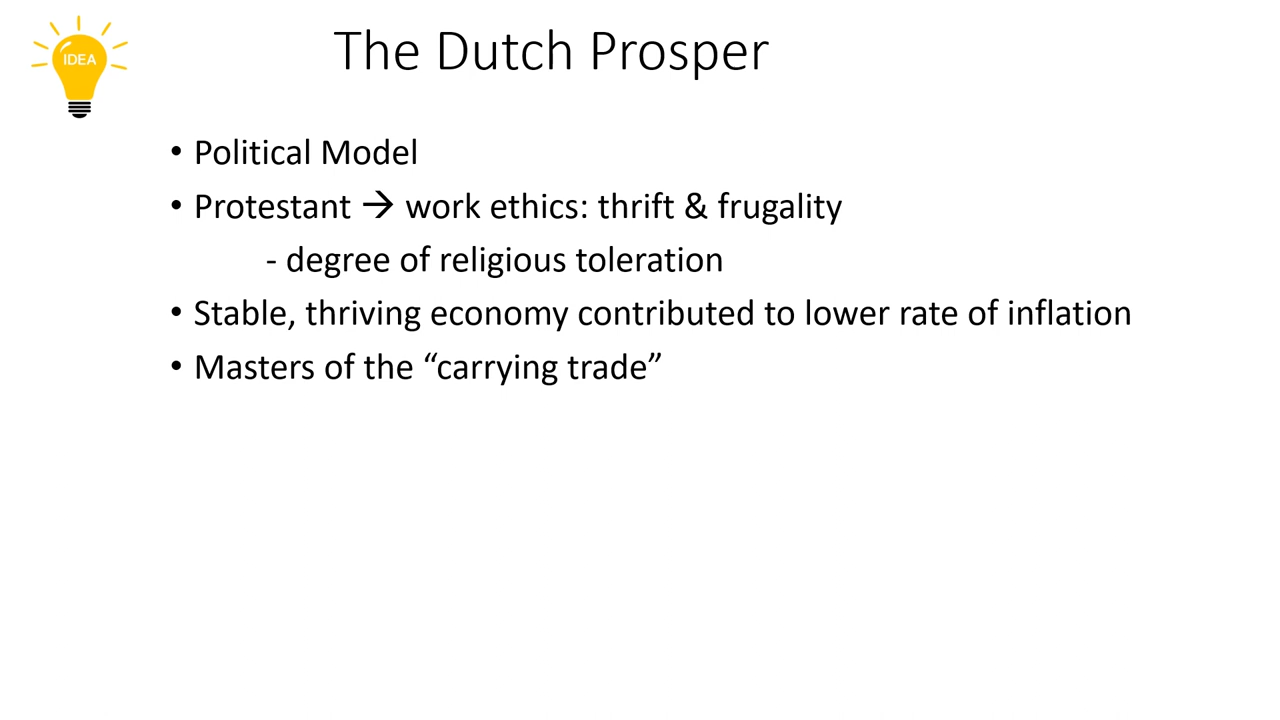 IDEA
The Dutch Prosper
• Political Model
• Protestant → work ethics: thrift & frugality
- degree of religious toleration
• Stable, thriving economy contributed to lower rate of inflation
• Masters of the “carrying trade”